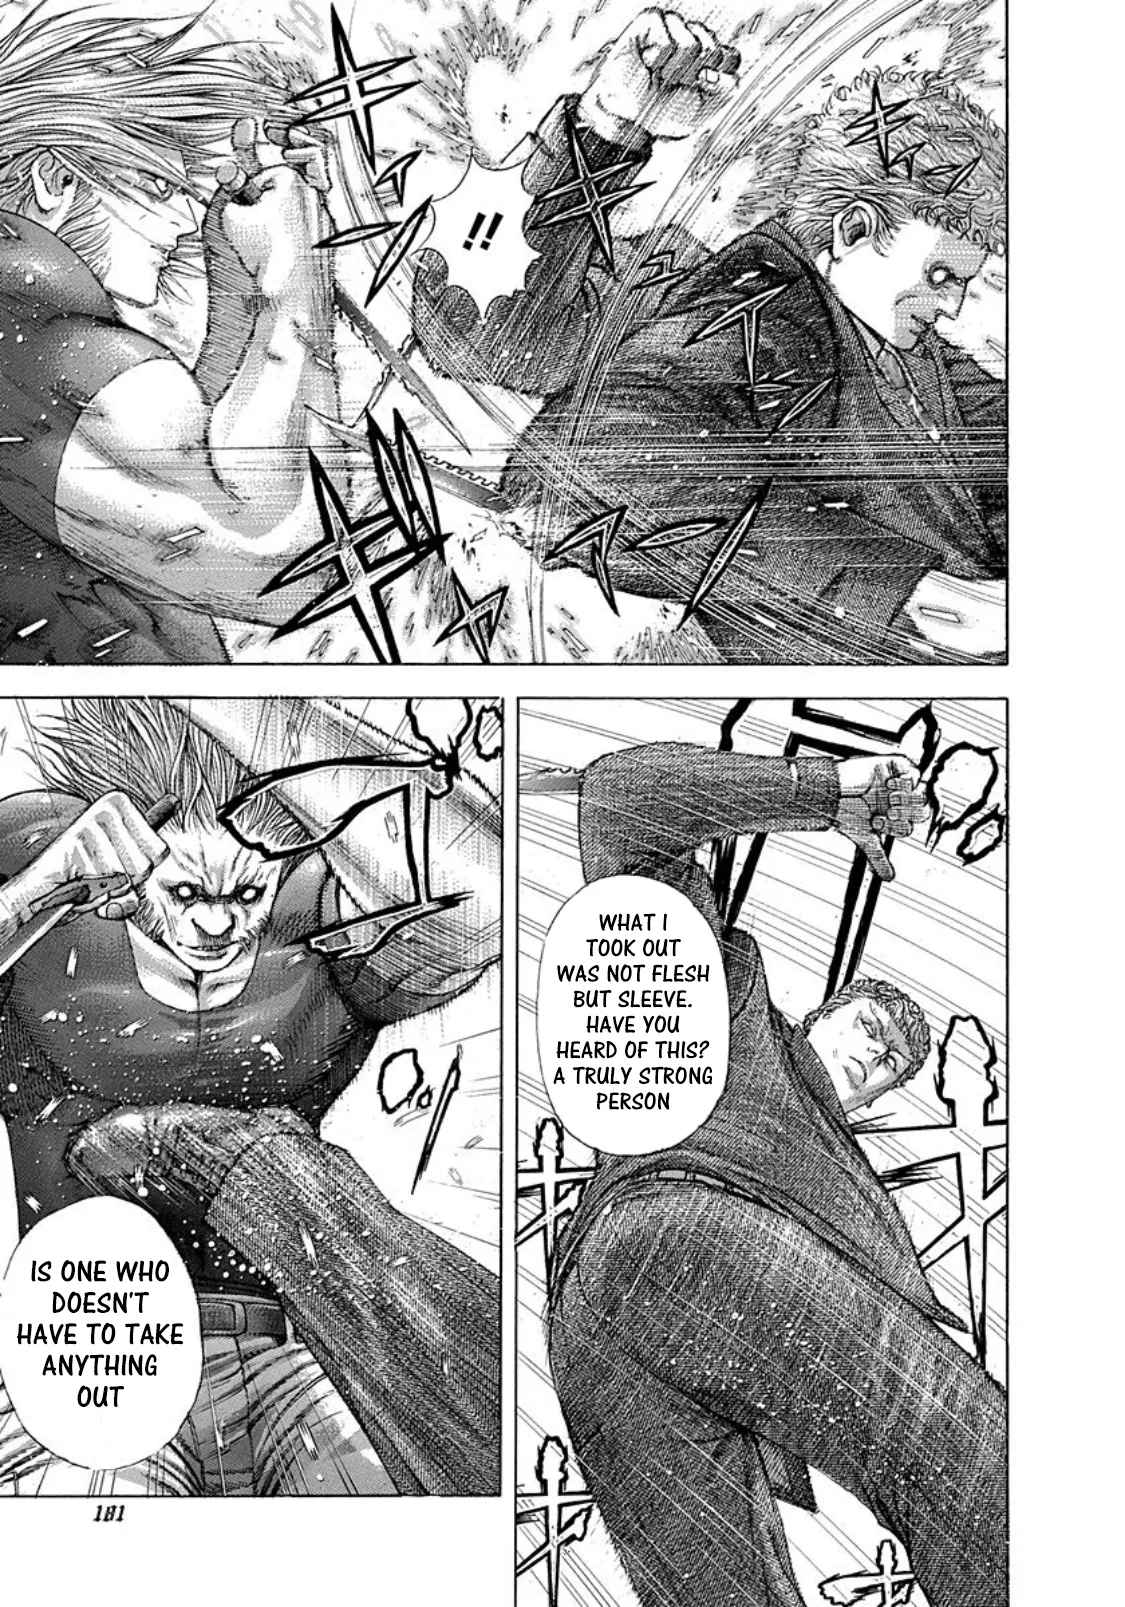 !!
WHAT I
TOOK OUT
WAS NOT FLESH
BUT SLEEVE.
HAVE YOU
HEARD OF THIS?
A TRULY STRONG
PERSON
IS ONE WHO
DOESN'T
HAVE TO TAKE
ANYTHING
OUT
181